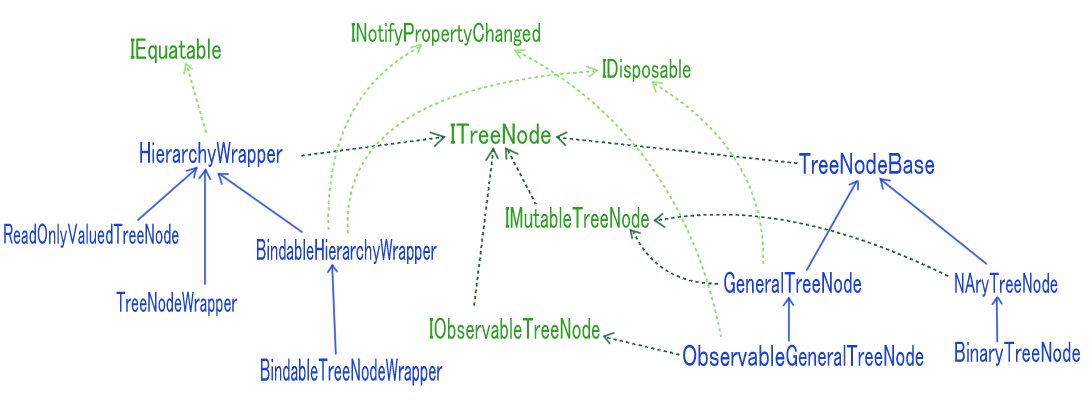 INotifyPropertyChanged
IEquatable
IDisposable
ITreeNode
HierarchyWrapper
TreeNodeBase
IMutableTreeNode
ReadOnlyValuedTreeNode
BindableHierarchyWrapper
GeneralTreeNode
NAryTreeNode
TreeNodeWrapper
IObservableTreeNode
ObservableGeneralTreeNode
BinaryTreeNode
BindableTreeNodeWrapper